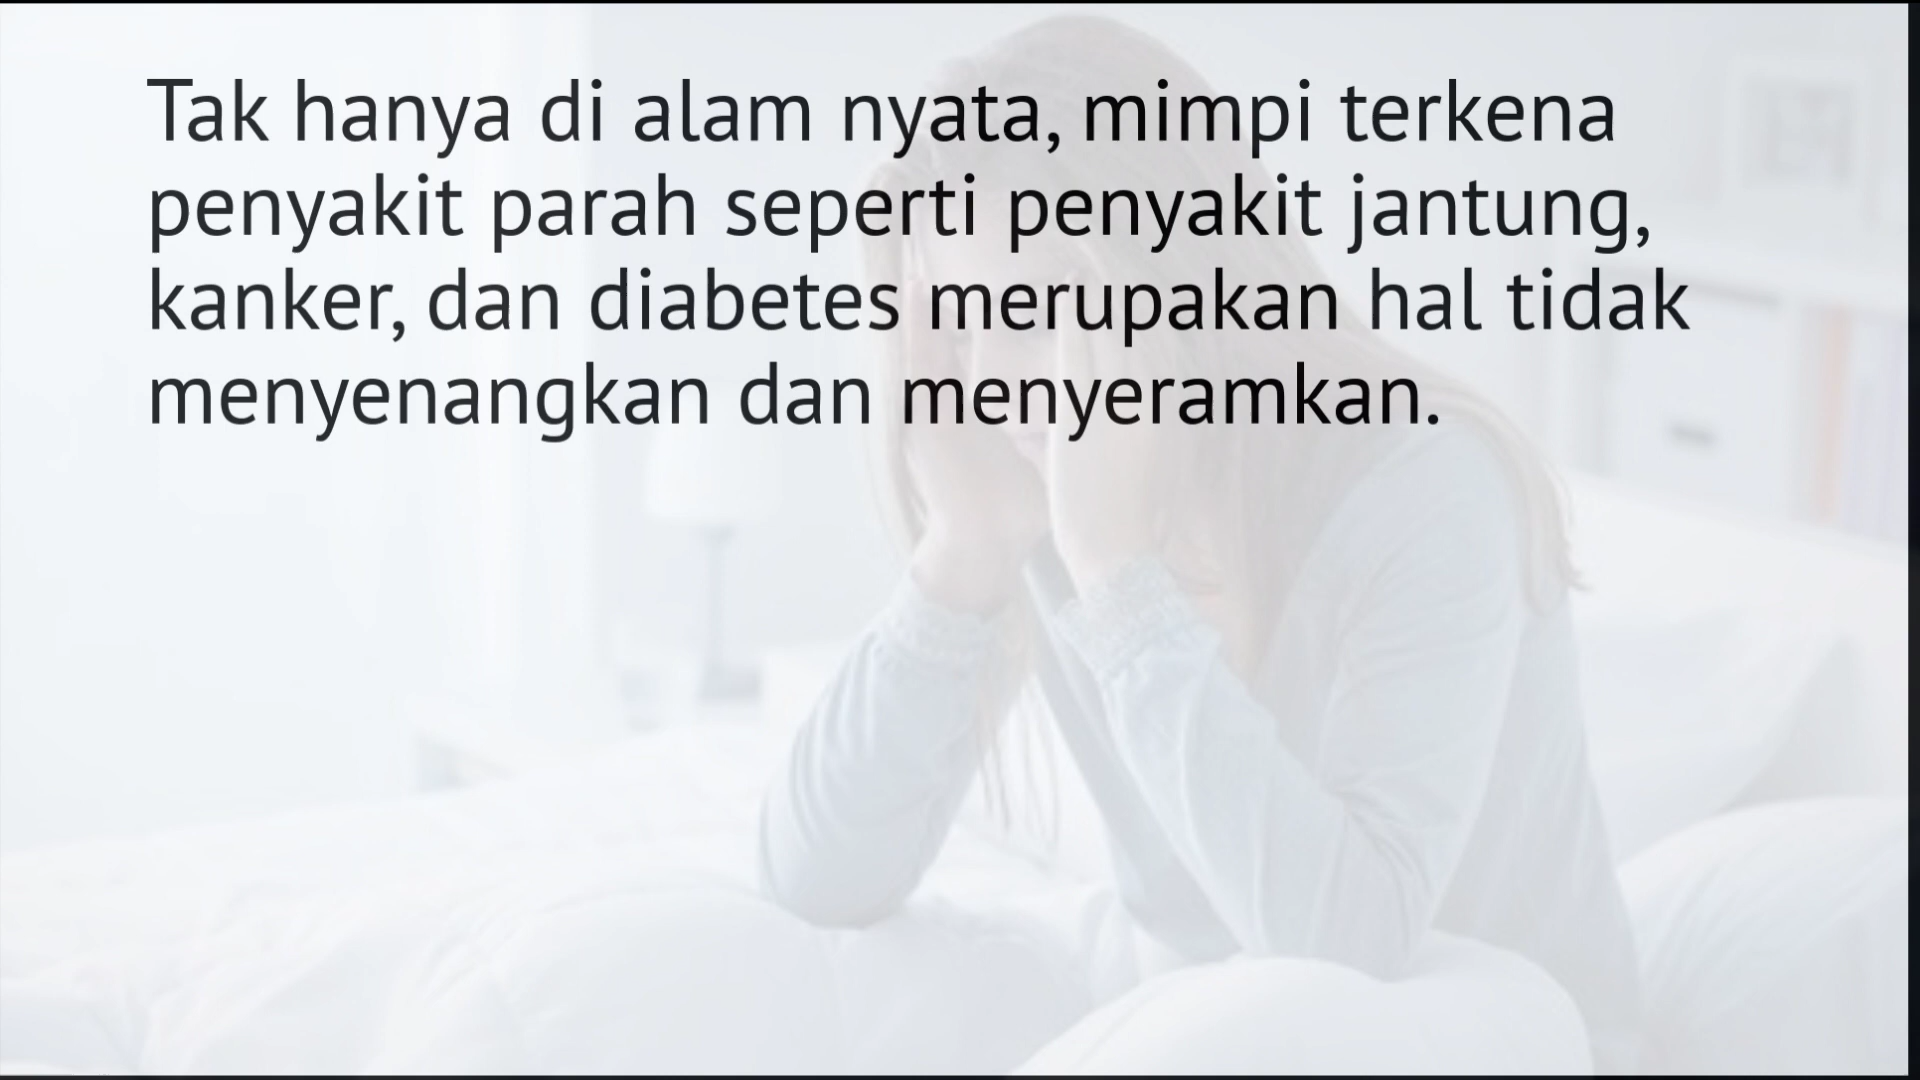 Tak hanya di alam nyata, mimpi terkena
penyakit parah seperti penyakit jantung,
kanker, dan diabetes merupakan hal tidak
menyenangkan dan menyeramkan.